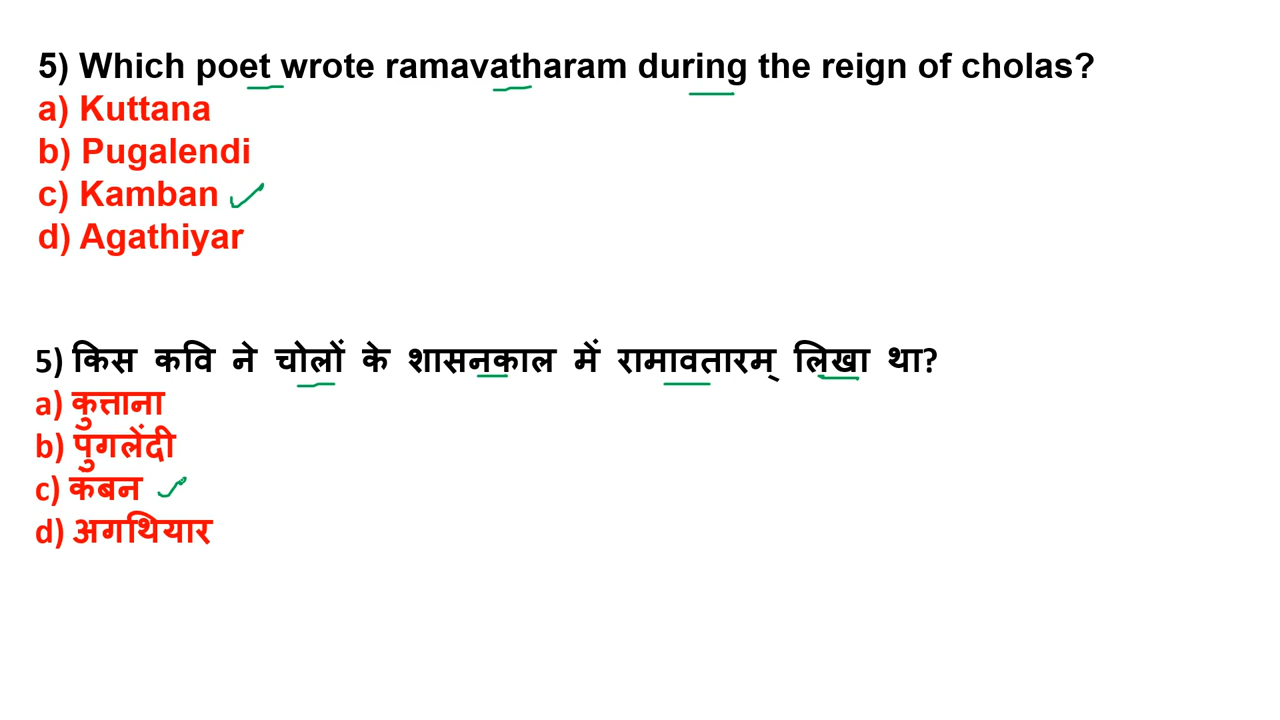 5) Which poet wrote ramavatharam during the reign of cholas?
a) Kuttana
b) Pugalendi
c) Kamban
d) Agathiyar
5) किस कवि ने चोलों के शासनकाल में रामावतारम् लिखा था?
a) कुत्ताना
b) पुगलेंदी
c) कंबन
d) अगथियार